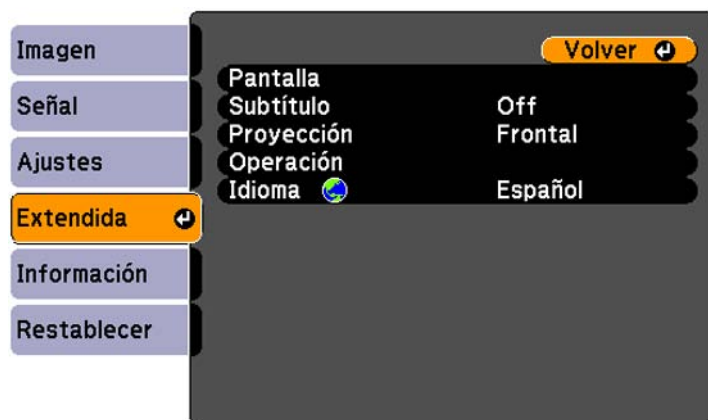 Imagen
Señal
Ajustes
Extendida
Información
Restablecer
Volver
Pantalla
Subtítulo Off
Proyección Frontal
Operación
Idioma Español